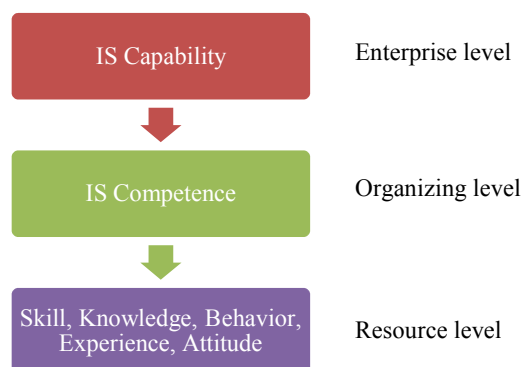 IS Capability
Enterprise level
IS Competence
Organizing level
Skill, Knowledge, Behavior,
Experience, Attitude
Resource level